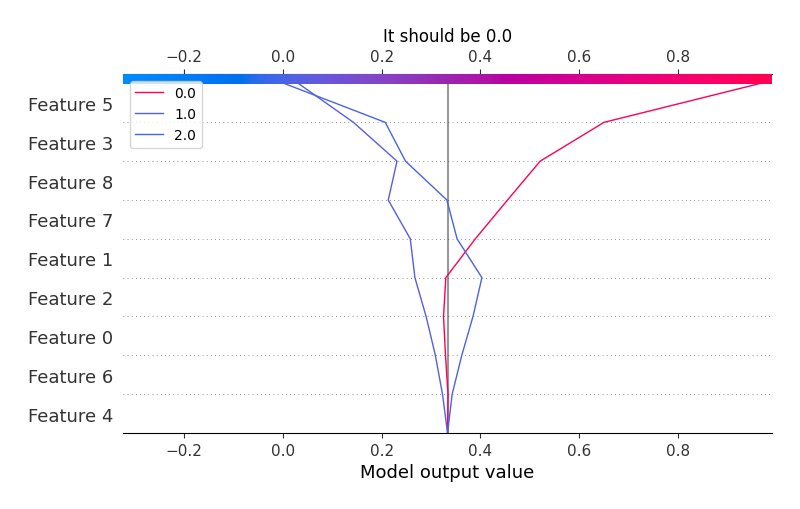 It should be 0.0
−0.2 0.0 0.2 0.4 0.6 0.8
0.0
1.0
2.0
Feature 5
Feature 3
Feature 8
Feature 7
Feature 1
Feature 2
Feature 0
Feature 6
Feature 4
−0.2 0.0 0.2 0.4 0.6 0.8
Model output value